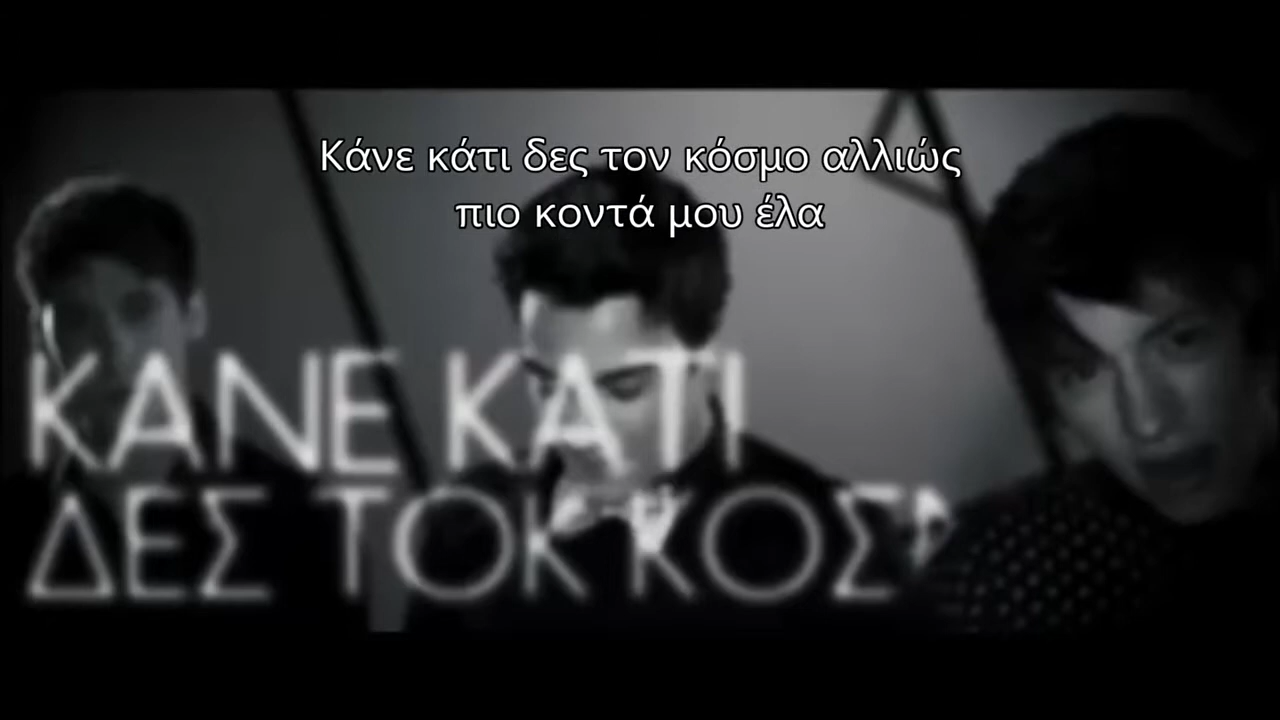 Κάνε κάτι δες τον κόσμο αλλιώς
πιο κοντά μου έλα
ΚΑΝΕ ΚΑΤΙ
ΔΕΣ ΤΟΚ